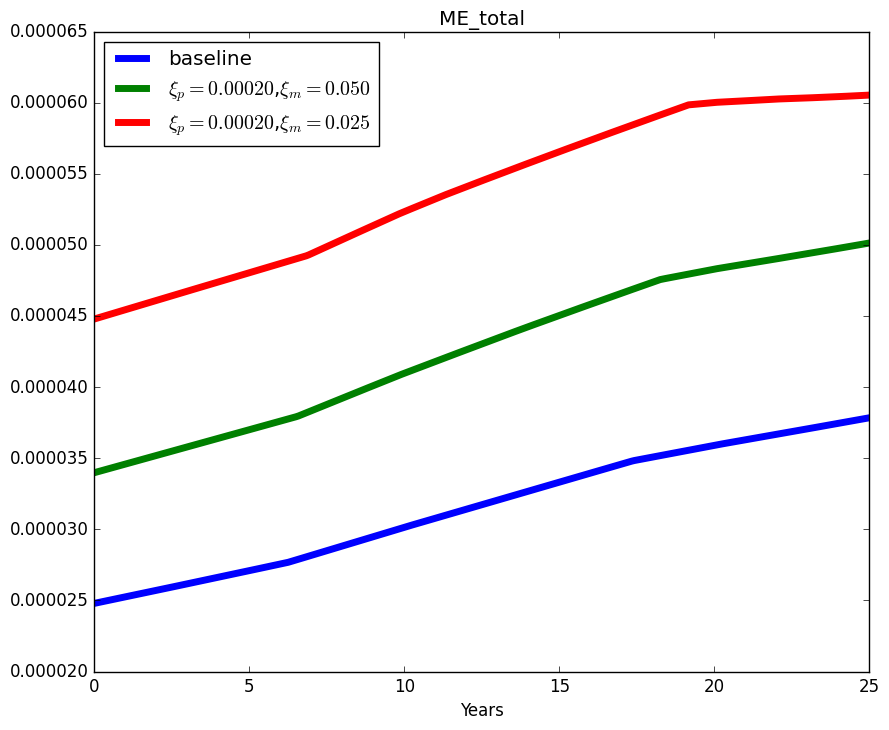 ME_total
0.000065
0.000060
0.000055
0.000050
0.000045
0.000040
0.000035
0.000030
0.000025
0.000020
baseline
ξₚ = 0.00020,ξₘ = 0.050
ξₚ = 0.00020,ξₘ = 0.025
0 5 10 15 20 25
Years